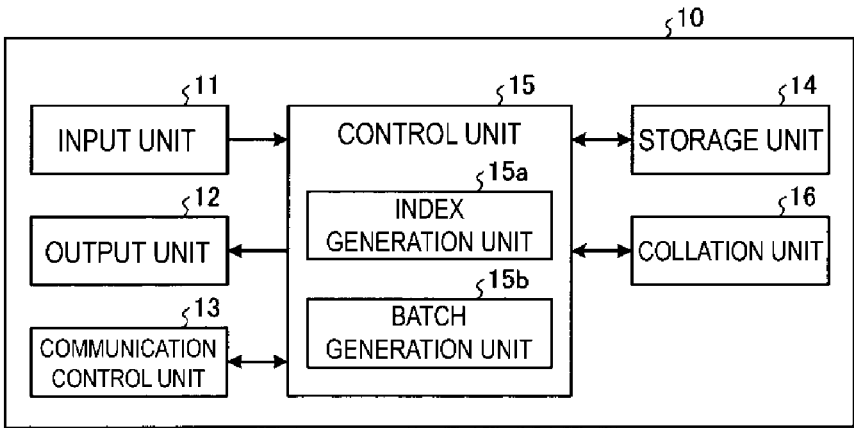 10
11
INPUT UNIT
12
OUTPUT UNIT
13
COMMUNICATION
CONTROL UNIT
15
CONTROL UNIT
15a
INDEX
GENERATION UNIT
15b
BATCH
GENERATION UNIT
14
STORAGE UNIT
16
COLLATION UNIT